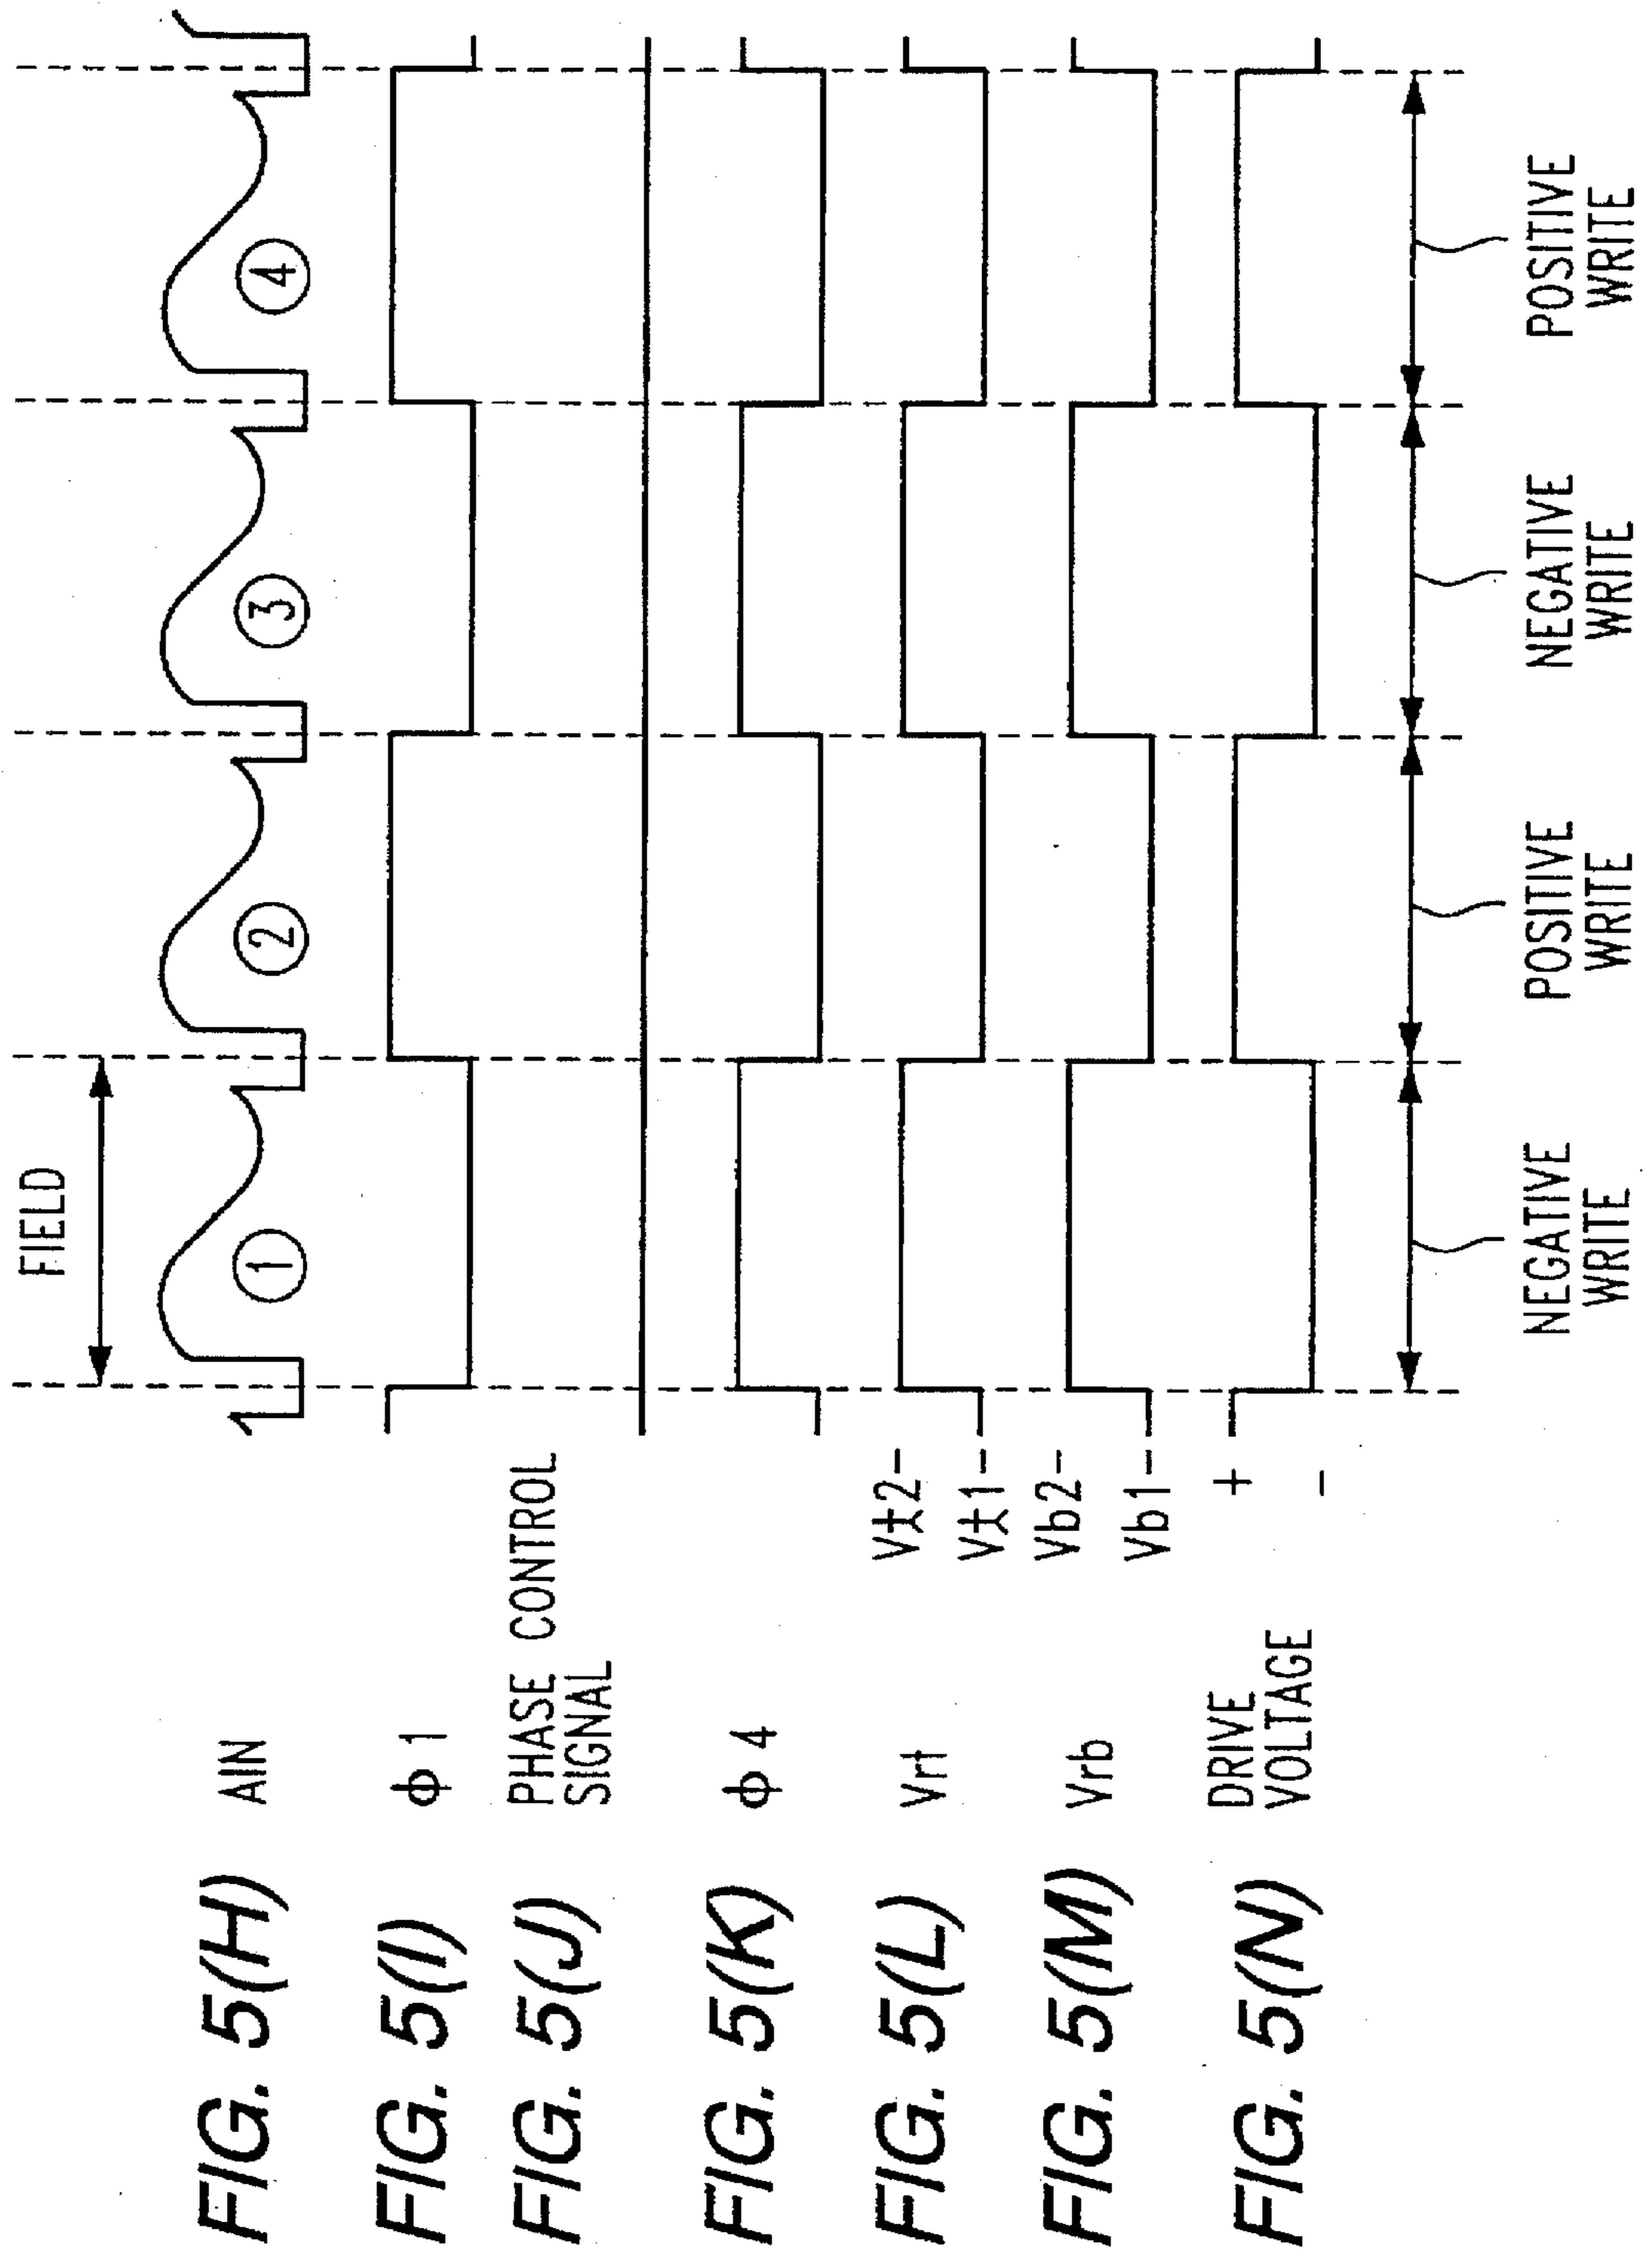 FIELD
FIG. 5(H) AIN
① ② ③ ④
FIG. 5(I) Φ1
FIG. 5(J) PHASE CONTROL
SIGNAL
FIG. 5(K) Φ4
FIG. 5(L) Vrt
Vt2-
Vt1-
FIG. 5(M) Vrb
Vb2-
Vb1-
FIG. 5(N) DRIVE
VOLTAGE
+
-
NEGATIVE
WRITE
POSITIVE
WRITE
NEGATIVE
WRITE
POSITIVE
WRITE